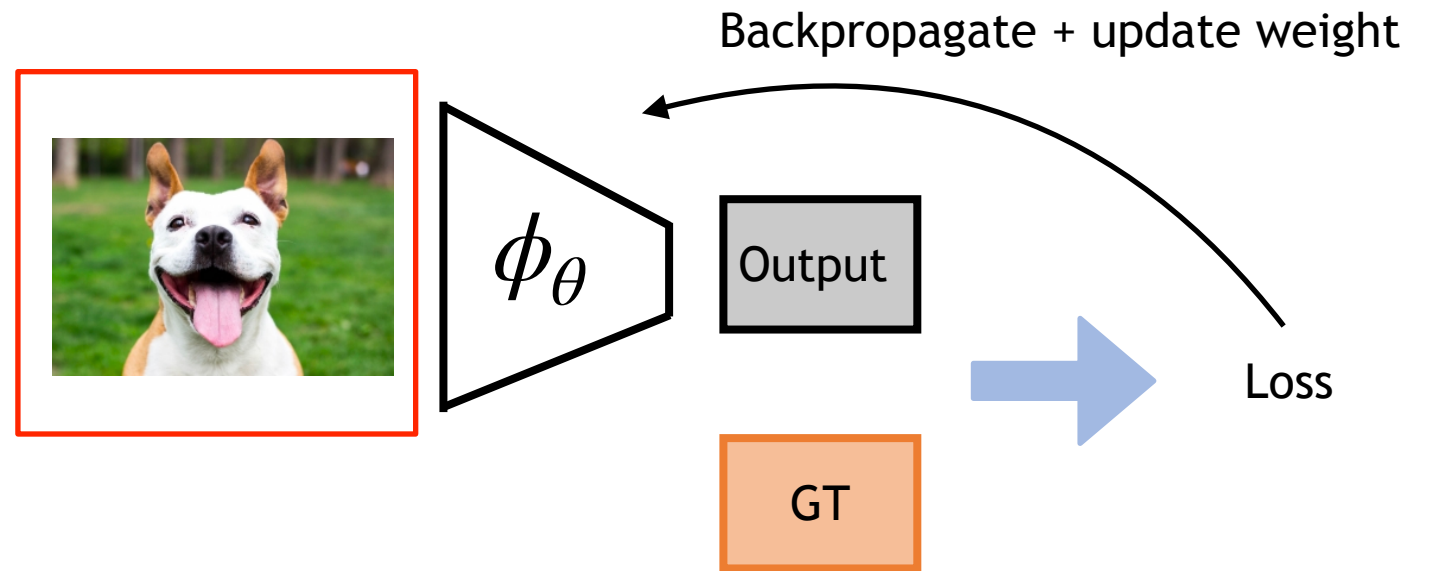 Backpropagate + update weight
ϕθ
Output
Loss
GT